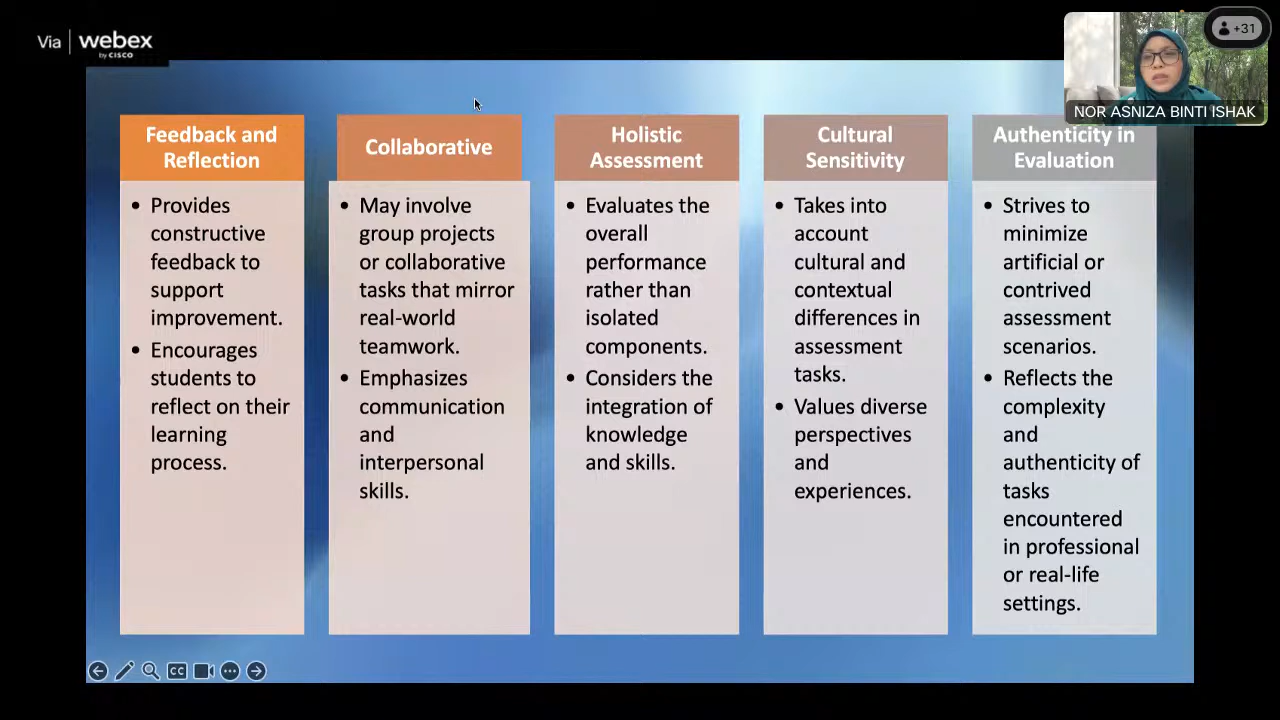 Via webex
by CISCO
+31
NOR ASNIZA BINTI ISHAK
Feedback and
Reflection
• Provides
constructive
feedback to
support
improvement.
• Encourages
students to
reflect on their
learning
process.
Collaborative
• May involve
group projects
or collaborative
tasks that mirror
real-world
teamwork.
• Emphasizes
communication
and
interpersonal
skills.
Holistic
Assessment
• Evaluates the
overall
performance
rather than
isolated
components.
• Considers the
integration of
knowledge
and skills.
Cultural
Sensitivity
• Takes into
account
cultural and
contextual
differences in
assessment
tasks.
• Values diverse
perspectives
and
experiences.
Authenticity in
Evaluation
• Strives to
minimize
artificial or
contrived
assessment
scenarios.
• Reflects the
complexity
and
authenticity of
tasks
encountered
in professional
or real-life
settings.
CC